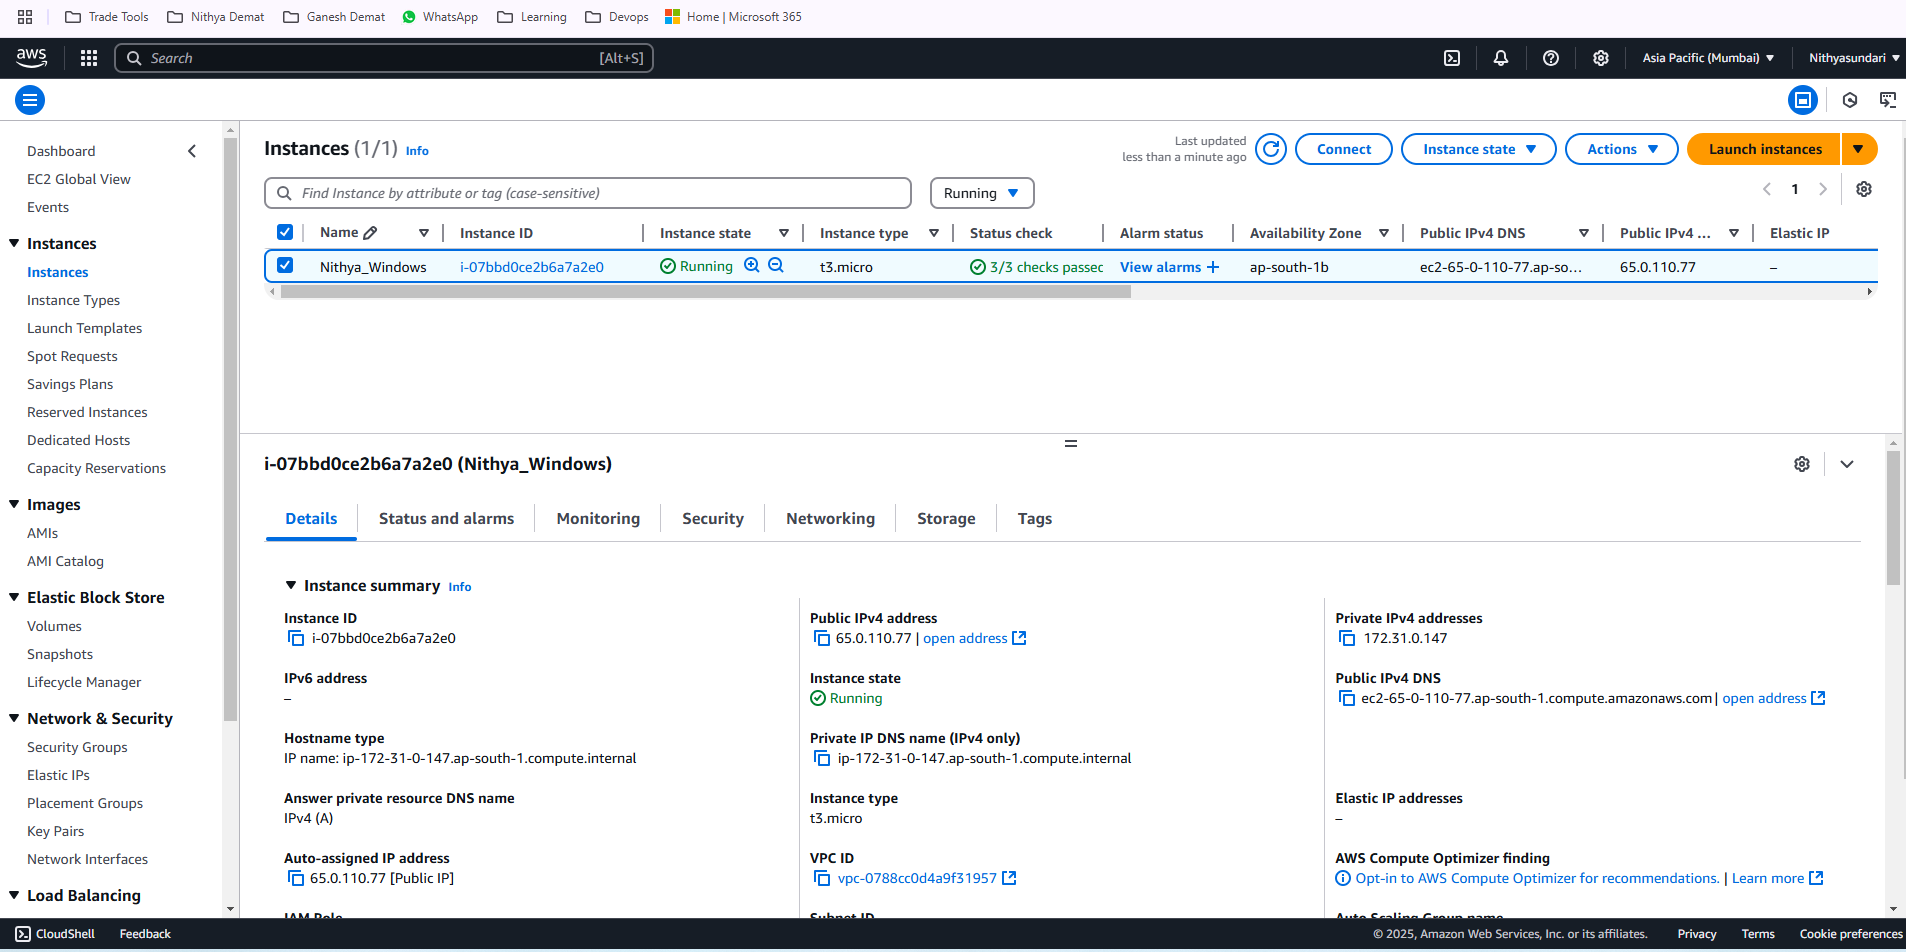 Trade Tools Nithya Demat Ganesh Demat WhatsApp Learning Devops Home | Microsoft 365
aws Search [Alt+S] Asia Pacific (Mumbai) Nithyasundari
Dashboard
EC2 Global View
Events
Instances
Instances
Instance Types
Launch Templates
Spot Requests
Savings Plans
Reserved Instances
Dedicated Hosts
Capacity Reservations
Images
AMIs
AMI Catalog
Elastic Block Store
Volumes
Snapshots
Lifecycle Manager
Network & Security
Security Groups
Elastic IPs
Placement Groups
Key Pairs
Network Interfaces
Load Balancing
Instances (1/1) Info
Last updated
less than a minute ago
Connect Instance state Actions Launch instances
Find Instance by attribute or tag (case-sensitive) Running 1
Name Instance ID Instance state Instance type Status check Alarm status Availability Zone Public IPv4 DNS Public IPv4 ... Elastic IP
Nithya_Windows i-07bbd0ce2b6a7a2e0 Running t3.micro 3/3 checks passec View alarms + ap-south-1b ec2-65-0-110-77.ap-so... 65.0.110.77 –
i-07bbd0ce2b6a7a2e0 (Nithya_Windows)
Details Status and alarms Monitoring Security Networking Storage Tags
Instance summary Info
Instance ID
i-07bbd0ce2b6a7a2e0
Public IPv4 address
65.0.110.77 | open address
Private IPv4 addresses
172.31.0.147
IPv6 address
–
Instance state
Running
Public IPv4 DNS
ec2-65-0-110-77.ap-south-1.compute.amazonaws.com | open address
Hostname type
IP name: ip-172-31-0-147.ap-south-1.compute.internal
Private IP DNS name (IPv4 only)
ip-172-31-0-147.ap-south-1.compute.internal
Answer private resource DNS name
IPv4 (A)
Instance type
t3.micro
Elastic IP addresses
–
Auto-assigned IP address
65.0.110.77 [Public IP]
VPC ID
vpc-0788cc0d4a9f31957
AWS Compute Optimizer finding
Opt-in to AWS Compute Optimizer for recommendations. | Learn more
IAM Role
Subnet ID
Auto Scaling Group name
CloudShell Feedback © 2025, Amazon Web Services, Inc. or its affiliates. Privacy Terms Cookie preferences